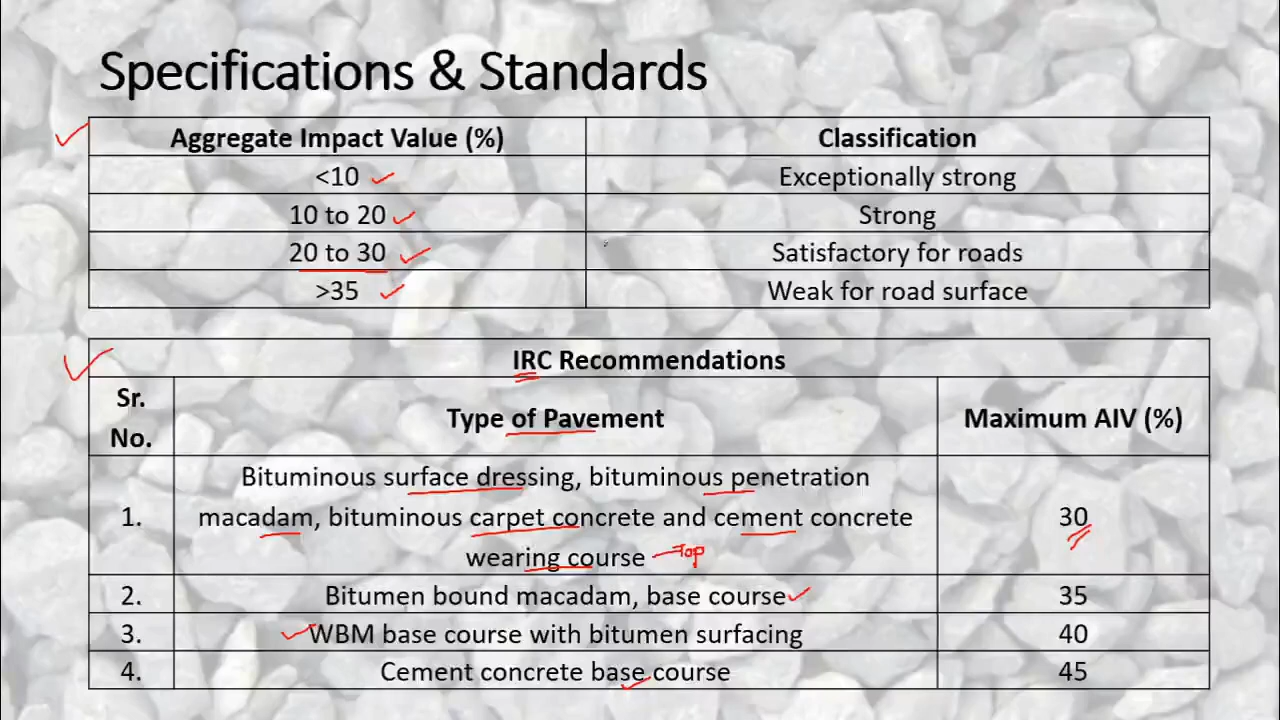 Specifications & Standards
Aggregate Impact Value (%) Classification
<10 Exceptionally strong
10 to 20 Strong
20 to 30 Satisfactory for roads
>35 Weak for road surface
IRC Recommendations
Sr. No. Type of Pavement Maximum AIV (%)
1. Bituminous surface dressing, bituminous penetration
macadam, bituminous carpet concrete and cement concrete 30
wearing course Top
2. Bitumen bound macadam, base course 35
3. WBM base course with bitumen surfacing 40
4. Cement concrete base course 45